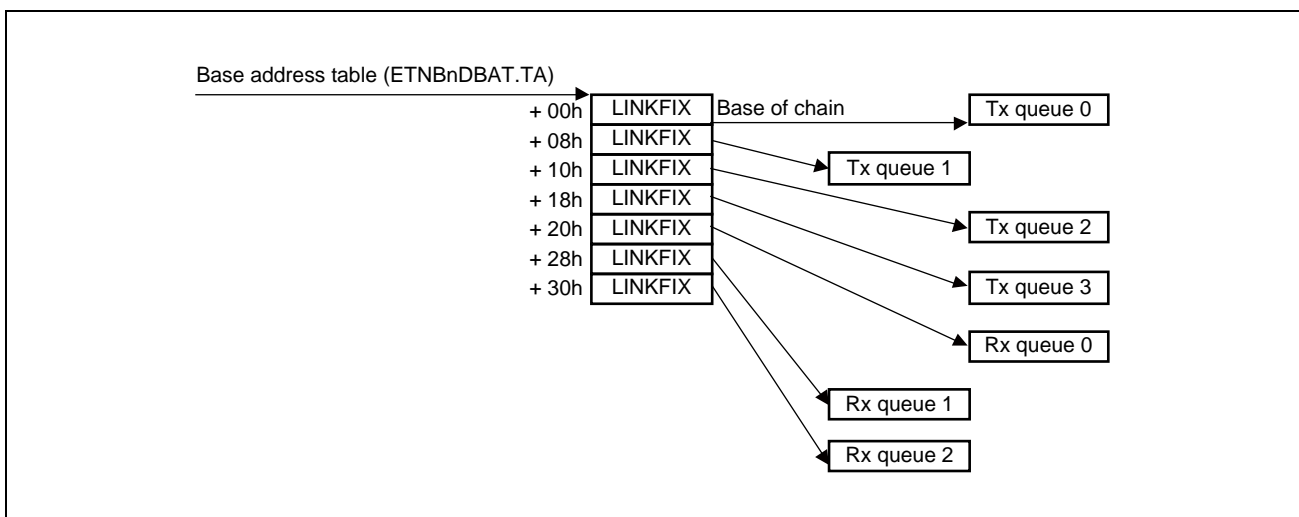 Base address table (ETNBnDBAT.TA)
+ 00h LINKFIX Base of chain Tx queue 0
+ 08h LINKFIX
Tx queue 1
+ 10h LINKFIX
+ 18h LINKFIX
Tx queue 2
+ 20h LINKFIX
+ 28h LINKFIX
+ 30h LINKFIX Tx queue 3
Rx queue 0
Rx queue 1
Rx queue 2